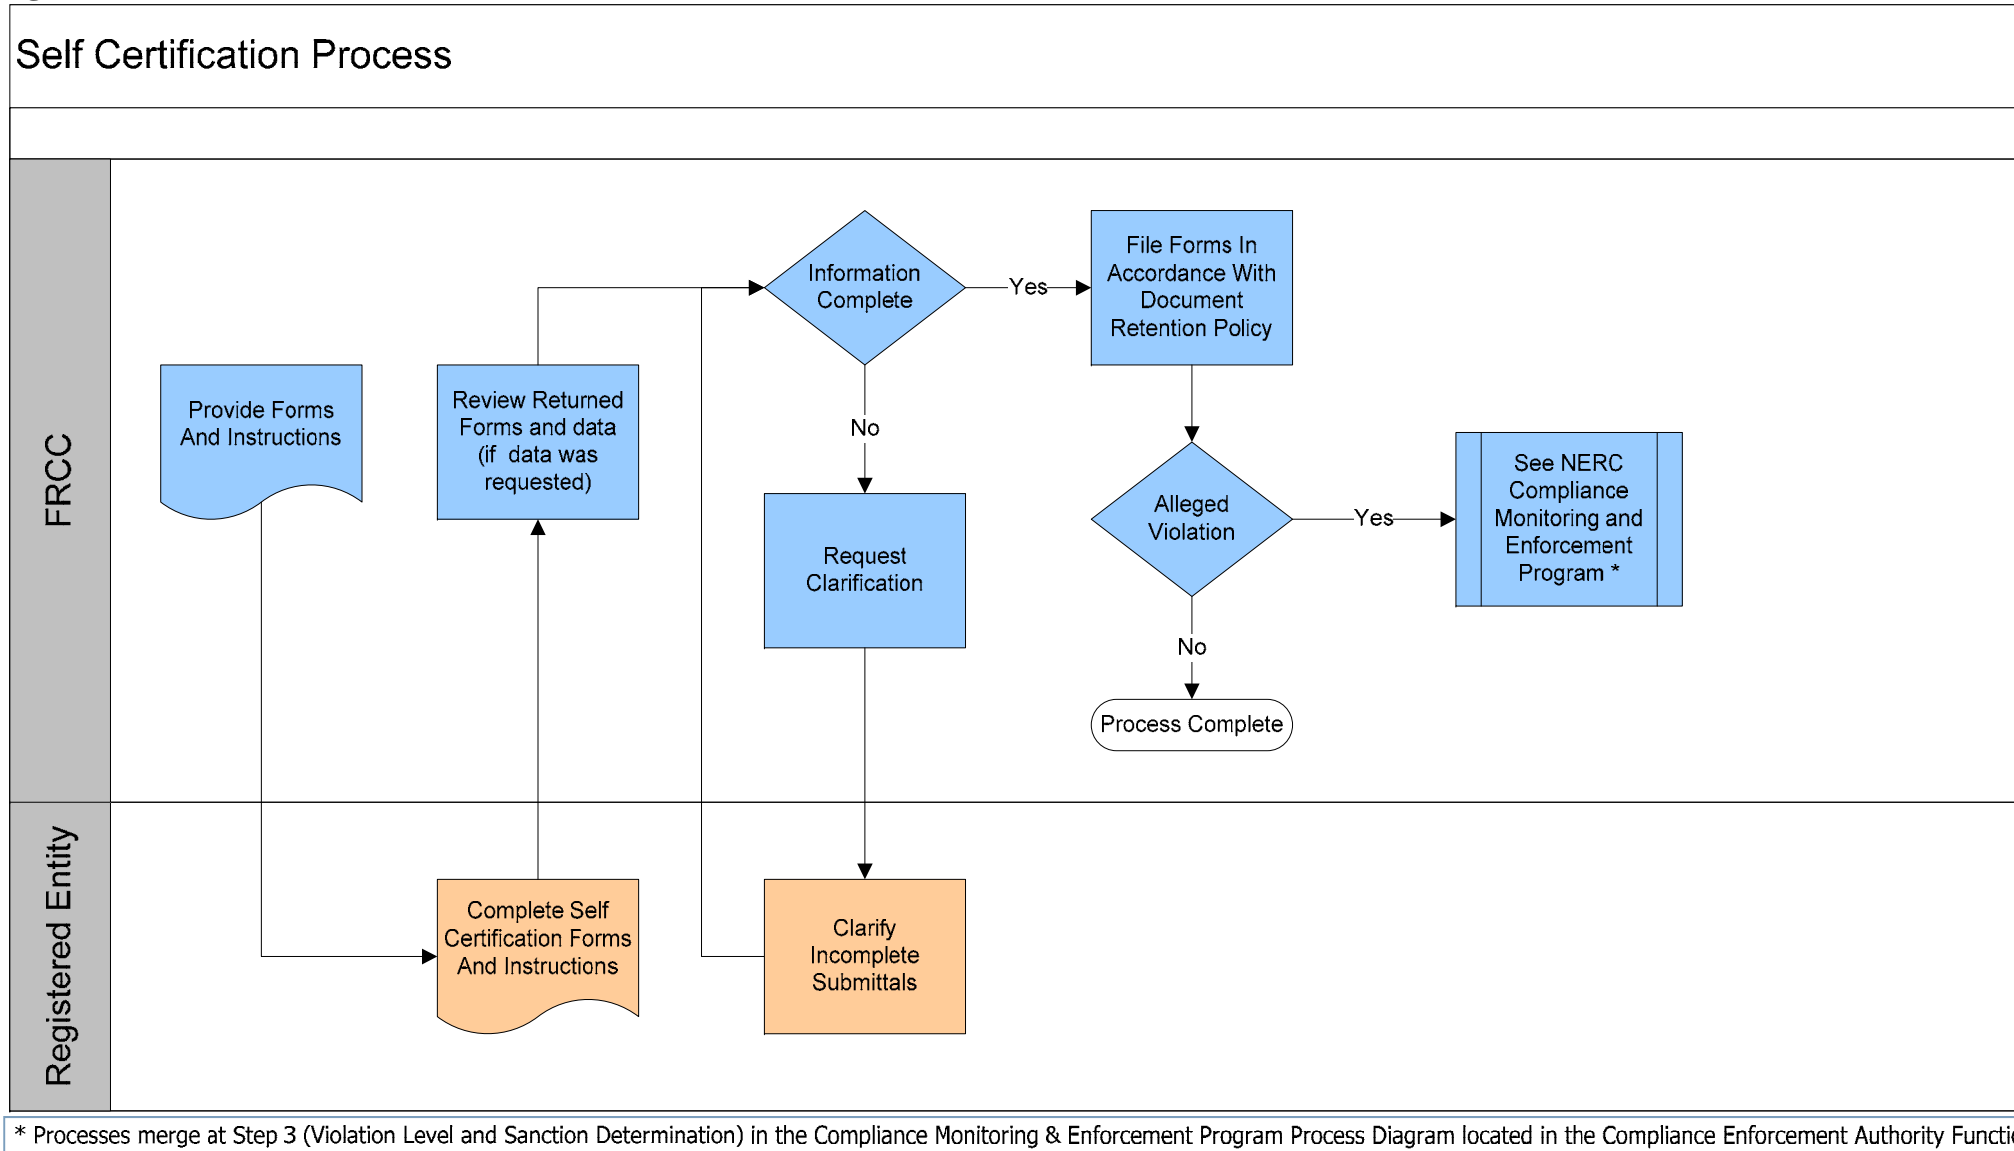 Self Certification Process
FRCC
Provide Forms
And Instructions
Review Returned
Forms and data
(if data was
requested)
Information
Complete
Yes
No
File Forms In
Accordance With
Document
Retention Policy
Request
Clarification
Alleged
Violation
Yes
No
See NERC
Compliance
Monitoring and
Enforcement
Program *
Process Complete
Registered Entity
Complete Self
Certification Forms
And Instructions
Clarify
Incomplete
Submittals
* Processes merge at Step 3 (Violation Level and Sanction Determination) in the Compliance Monitoring & Enforcement Program Process Diagram located in the Compliance Enforcement Authority